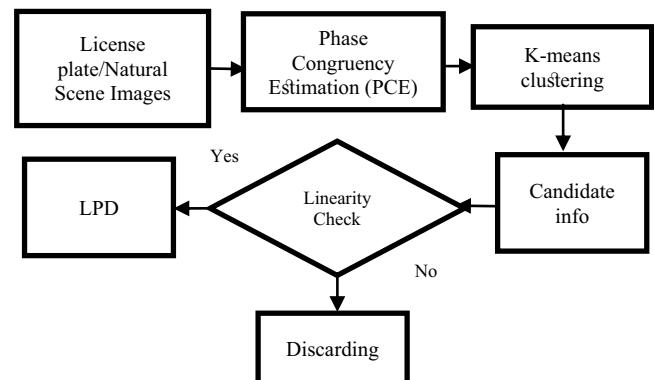 License
plate/Natural
Scene Images
Phase
Congruency
Estimation (PCE)
K-means
clustering
Yes
LPD
Linearity
Check
Candidate
info
No
Discarding